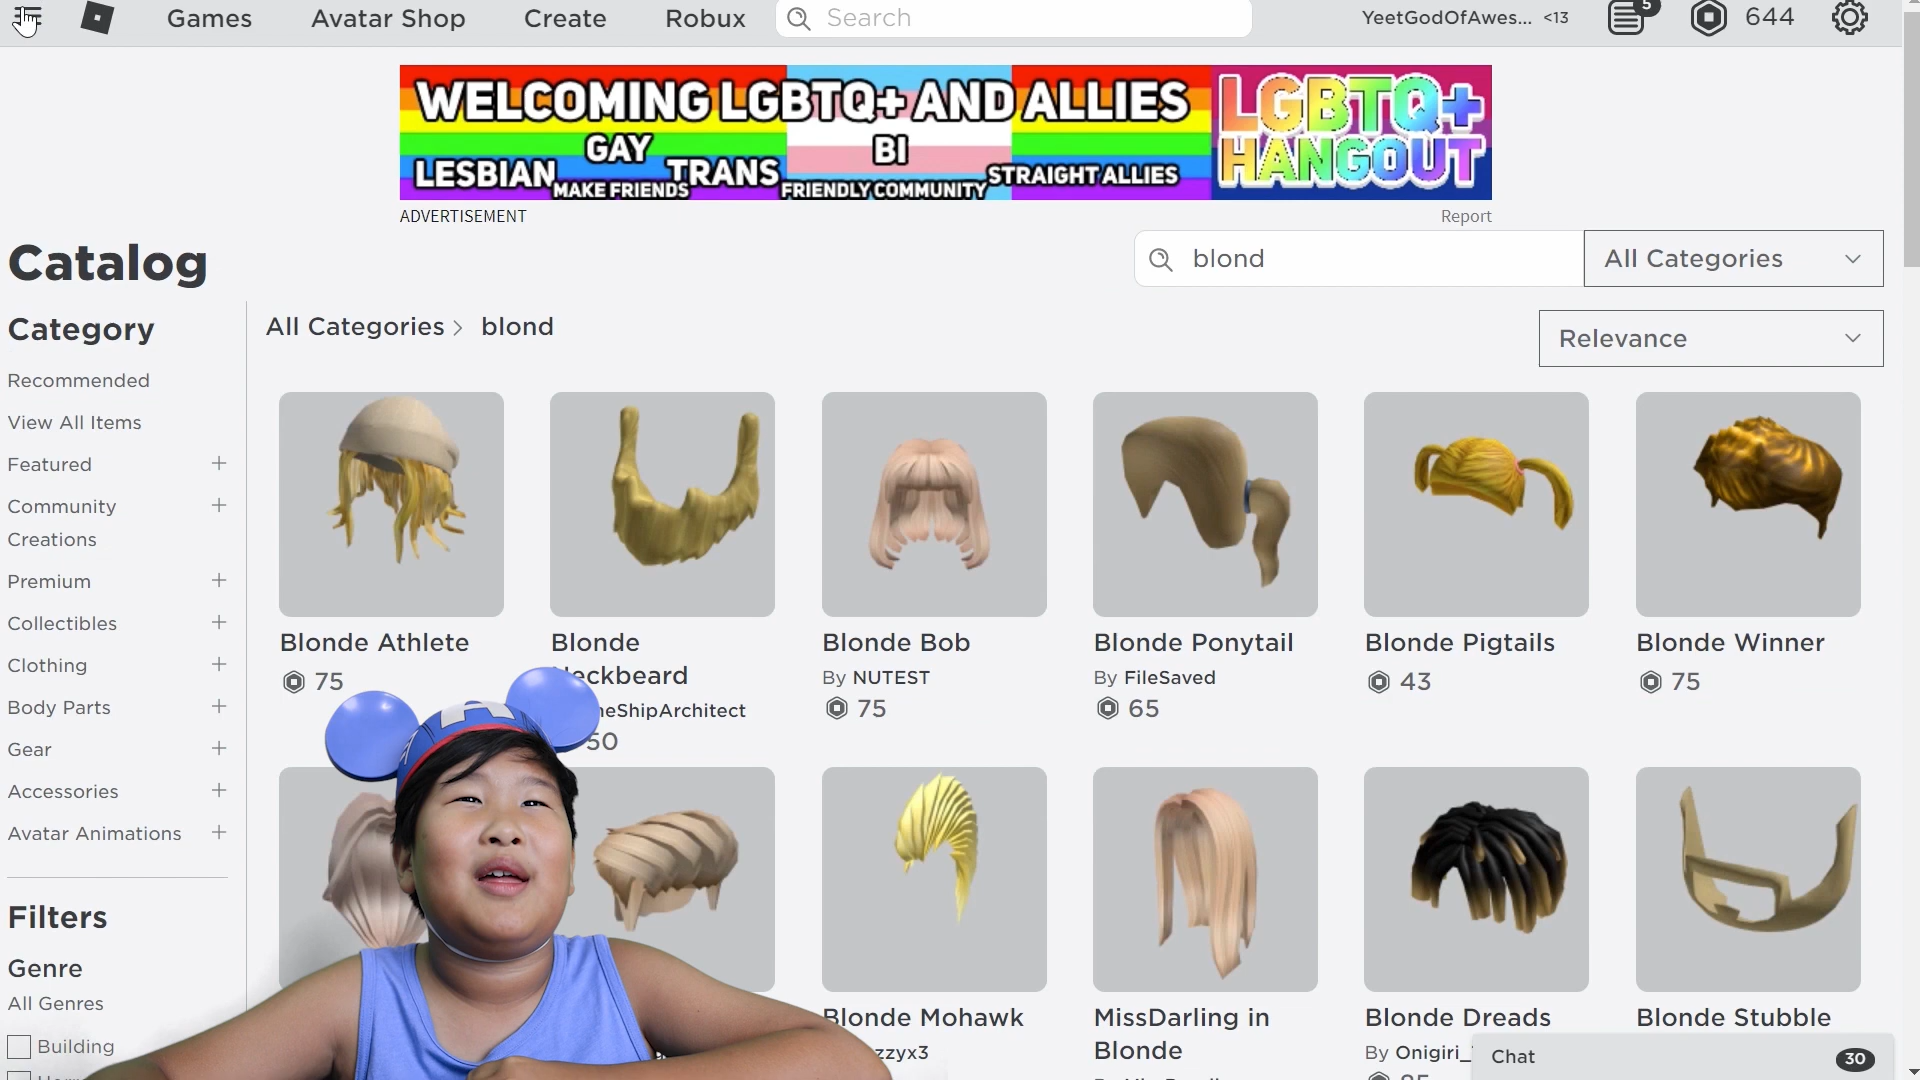 Games Avatar Shop Create Robux Search YeetGodOfAwes... <13 5 644
WELCOMING LGBTQ+ AND ALLIES
GAY BI
LESBIAN TRANS STRAIGHT ALLIES
MAKE FRIENDS FRIENDLY COMMUNITY
LGBTQ+
HANGOUT
ADVERTISEMENT Report
Catalog
blond All Categories
Category
All Categories > blond
Relevance
Recommended
View All Items
Featured +
Community +
Creations
Premium +
Collectibles +
Clothing +
Body Parts +
Gear +
Accessories +
Avatar Animations +
Filters
Genre
All Genres
Building
Blonde Athlete
75
Blonde
50
Blonde Bob
By NUTEST
75
Blonde Ponytail
By FileSaved
65
Blonde Pigtails
43
Blonde Winner
75
Blonde Mohawk
MissDarling in
Blonde
Blonde Dreads
By Onigiri_
Blonde Stubble
Chat 30